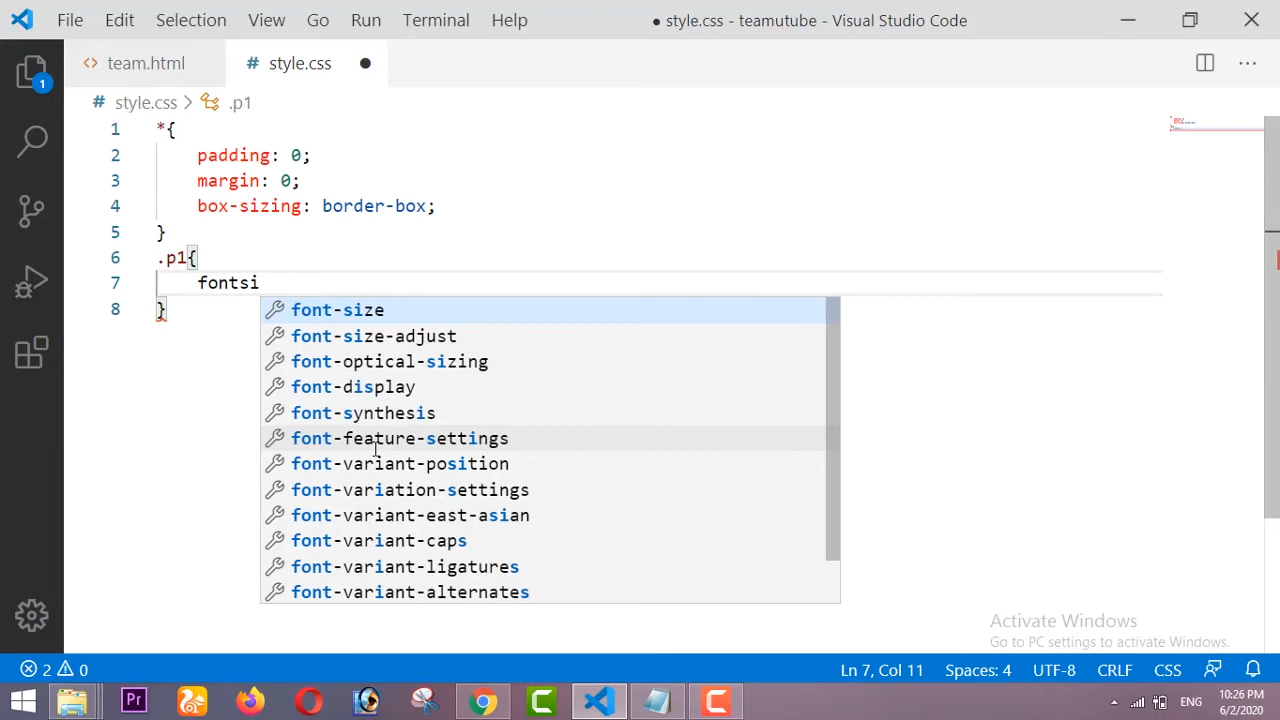 File Edit Selection View Go Run Terminal Help ● style.css - teamutube - Visual Studio Code
<> team.html # style.css ●
1
# style.css > .p1
1 *{
2 padding: 0;
3 margin: 0;
4 box-sizing: border-box;
5 }
6 .p1{
7 fontsi
8 }
font-size
font-size-adjust
font-optical-sizing
font-display
font-synthesis
font-feature-settings
font-variant-position
font-variation-settings
font-variant-east-asian
font-variant-caps
font-variant-ligatures
font-variant-alternates
Activate Windows
Go to PC settings to activate Windows.
2 0 Ln 7, Col 11 Spaces: 4 UTF-8 CRLF CSS
Pr C C ENG 10:26 PM
6/2/2020